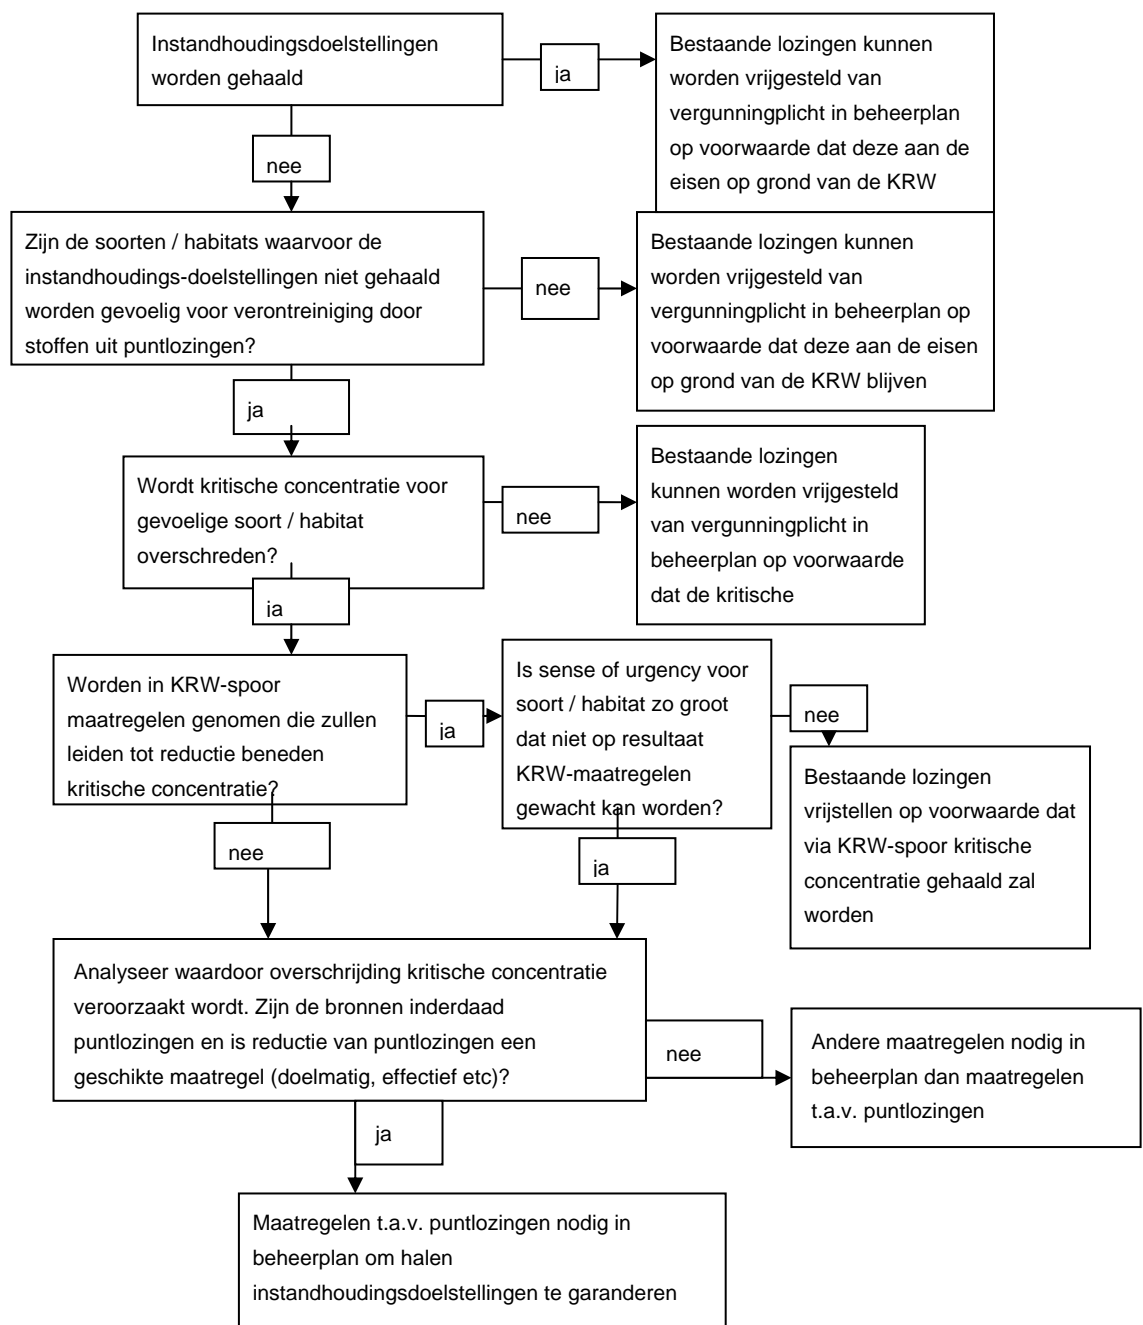 Instandhoudingsdoelstellingen
worden gehaald
ja
Bestaande lozingen kunnen
worden vrijgesteld van
vergunningplicht in beheerplan
op voorwaarde dat deze aan de
eisen op grond van de KRW
nee
Zijn de soorten / habitats waarvoor de
instandhoudings-doelstellingen niet gehaald
worden gevoelig voor verontreiniging door
stoffen uit puntlozingen?
nee
Bestaande lozingen kunnen
worden vrijgesteld van
vergunningplicht in beheerplan op
voorwaarde dat deze aan de eisen
op grond van de KRW blijven
ja
Wordt kritische concentratie voor
gevoelige soort / habitat
overschreden?
nee
Bestaande lozingen
kunnen worden vrijgesteld
van vergunningplicht in
beheerplan op voorwaarde
dat de kritische
ja
Worden in KRW-spoor
maatregelen genomen die zullen
leiden tot reductie beneden
kritische concentratie?
ja
Is sense of urgency voor
soort / habitat zo groot
dat niet op resultaat
KRW-maatregelen
gewacht kan worden?
nee
Bestaande lozingen
vrijstellen op voorwaarde dat
via KRW-spoor kritische
concentratie gehaald zal
worden
nee
ja
Analyseer waardoor overschrijding kritische concentratie
veroorzaakt wordt. Zijn de bronnen inderdaad
puntlozingen en is reductie van puntlozingen een
geschikte maatregel (doelmatig, effectief etc)?
nee
Andere maatregelen nodig in
beheerplan dan maatregelen
t.a.v. puntlozingen
ja
Maatregelen t.a.v. puntlozingen nodig in
beheerplan om halen
instandhoudingsdoelstellingen te garanderen